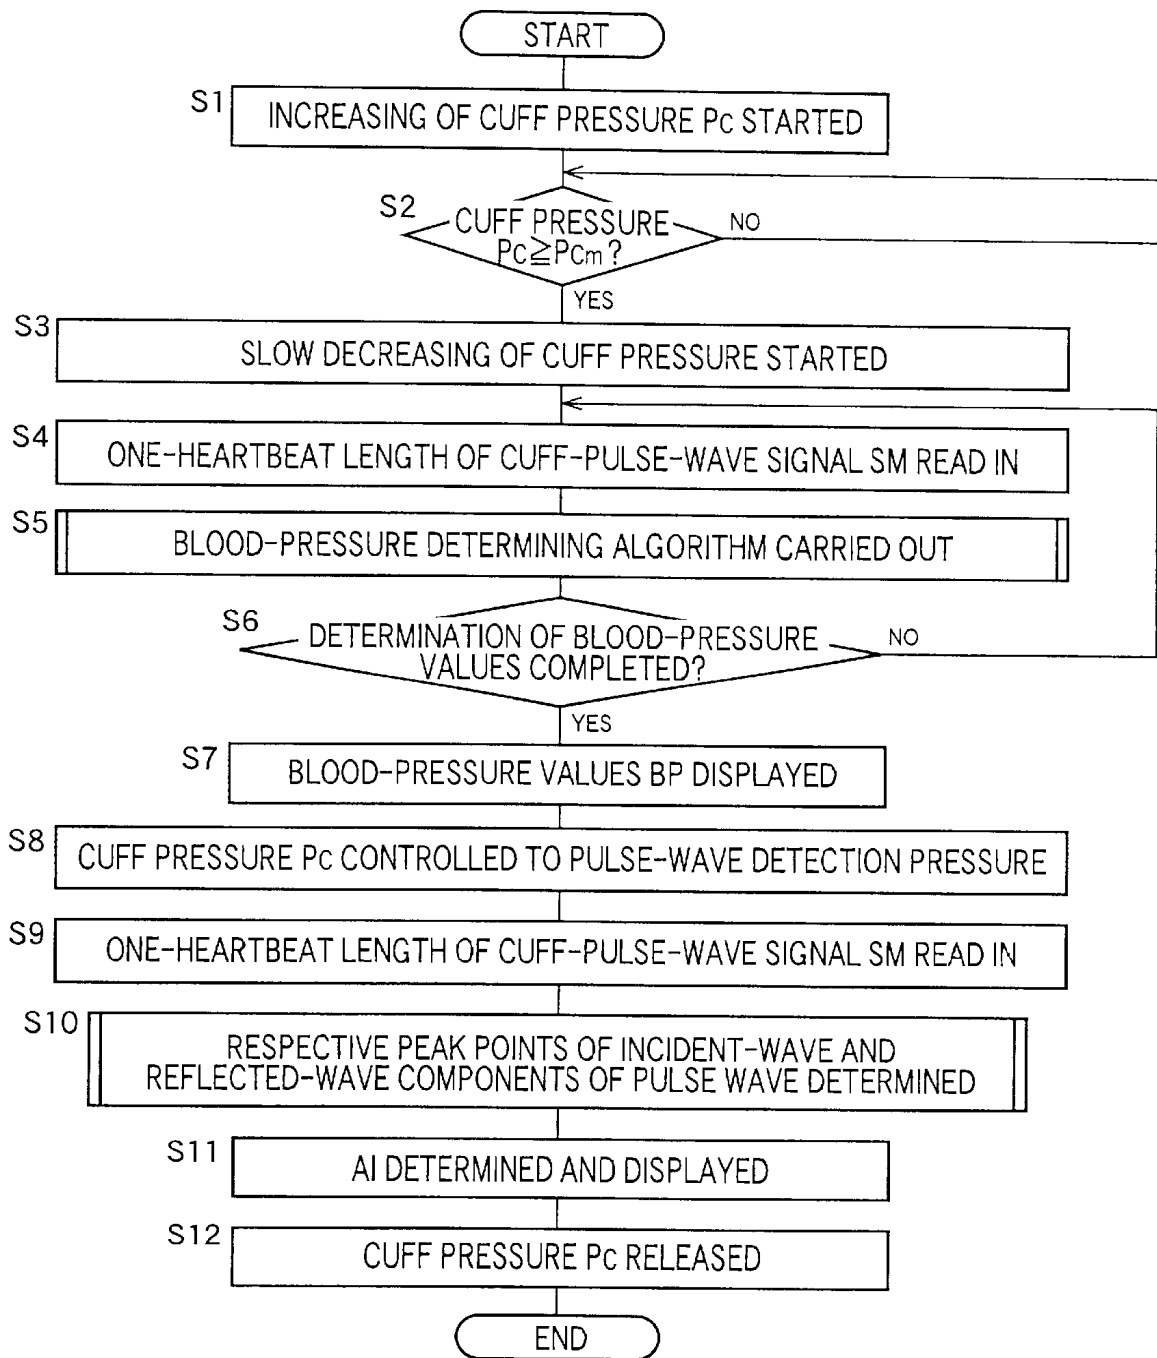 START
S1
INCREASING OF CUFF PRESSURE Pc STARTED
S2
CUFF PRESSURE
Pc≧Pcm?
NO
YES
S3
SLOW DECREASING OF CUFF PRESSURE STARTED
S4
ONE-HEARTBEAT LENGTH OF CUFF-PULSE-WAVE SIGNAL SM READ IN
S5
BLOOD-PRESSURE DETERMINING ALGORITHM CARRIED OUT
S6
DETERMINATION OF BLOOD-PRESSURE
VALUES COMPLETED?
NO
YES
S7
BLOOD-PRESSURE VALUES BP DISPLAYED
S8
CUFF PRESSURE Pc CONTROLLED TO PULSE-WAVE DETECTION PRESSURE
S9
ONE-HEARTBEAT LENGTH OF CUFF-PULSE-WAVE SIGNAL SM READ IN
S10
RESPECTIVE PEAK POINTS OF INCIDENT-WAVE AND
REFLECTED-WAVE COMPONENTS OF PULSE WAVE DETERMINED
S11
AI DETERMINED AND DISPLAYED
S12
CUFF PRESSURE Pc RELEASED
END